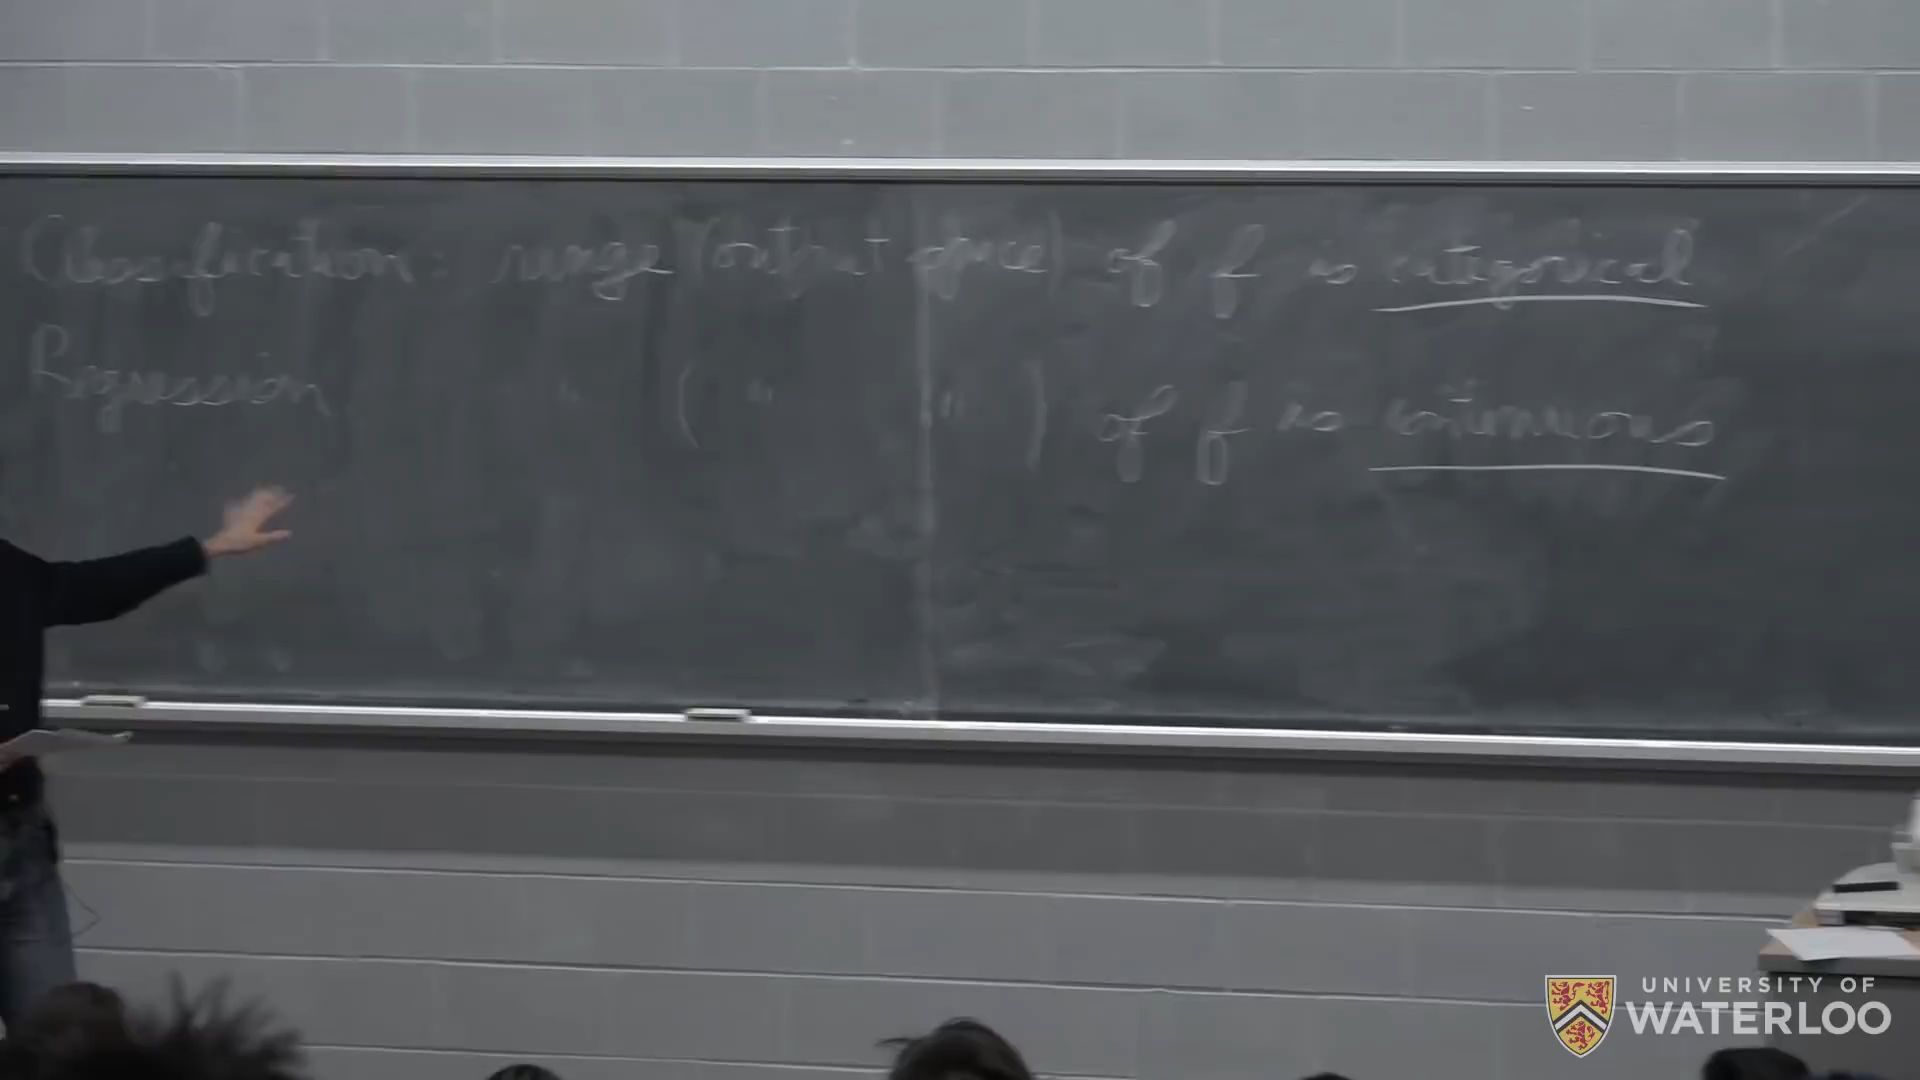 Classification: range (output space) of f is categorical
Regression " ( " " ) of f is continuous
UNIVERSITY OF
WATERLOO